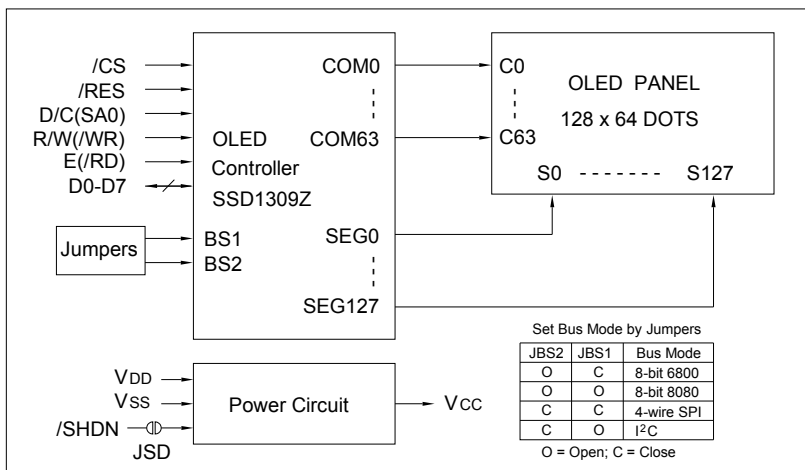 /CS
/RES
D/C(SA0)
R/W(/WR)
E(/RD)
D0-D7
Jumpers
BS1
BS2
OLED
Controller
SSD1309Z
COM0
COM63
SEG0
SEG127
C0
C63
OLED PANEL
128 x 64 DOTS
S0 S127
VDD
VSS
/SHDN
JSD
Power Circuit
VCC
Set Bus Mode by Jumpers
JBS2 JBS1 Bus Mode
O C 8-bit 6800
O O 8-bit 8080
C C 4-wire SPI
C O I²C
O = Open; C = Close